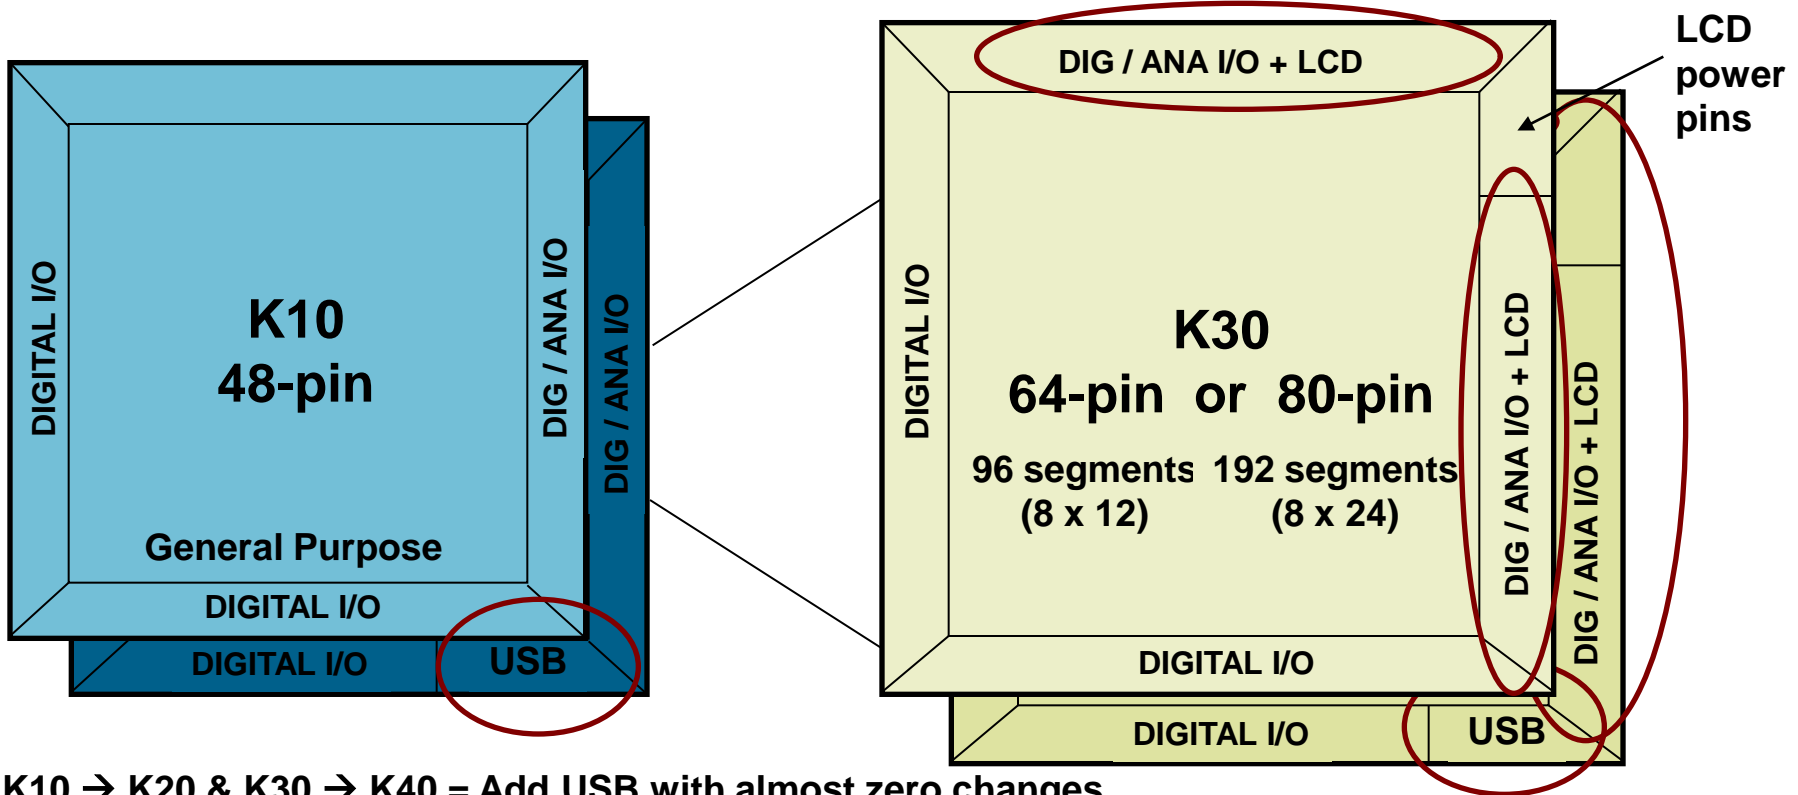 DIGITAL I/O
K10
48-pin
General Purpose
DIGITAL I/O
DIG / ANA I/O
DIG / ANA I/O
DIGITAL I/O
USB
DIG / ANA I/O + LCD
LCD
power
pins
DIGITAL I/O
K30
64-pin or 80-pin
96 segments 192 segments
(8 x 12) (8 x 24)
DIG / ANA I/O + LCD
DIG / ANA I/O + LCD
DIGITAL I/O
DIGITAL I/O
USB
K10 → K20 & K30 → K40 = Add USB with almost zero changes